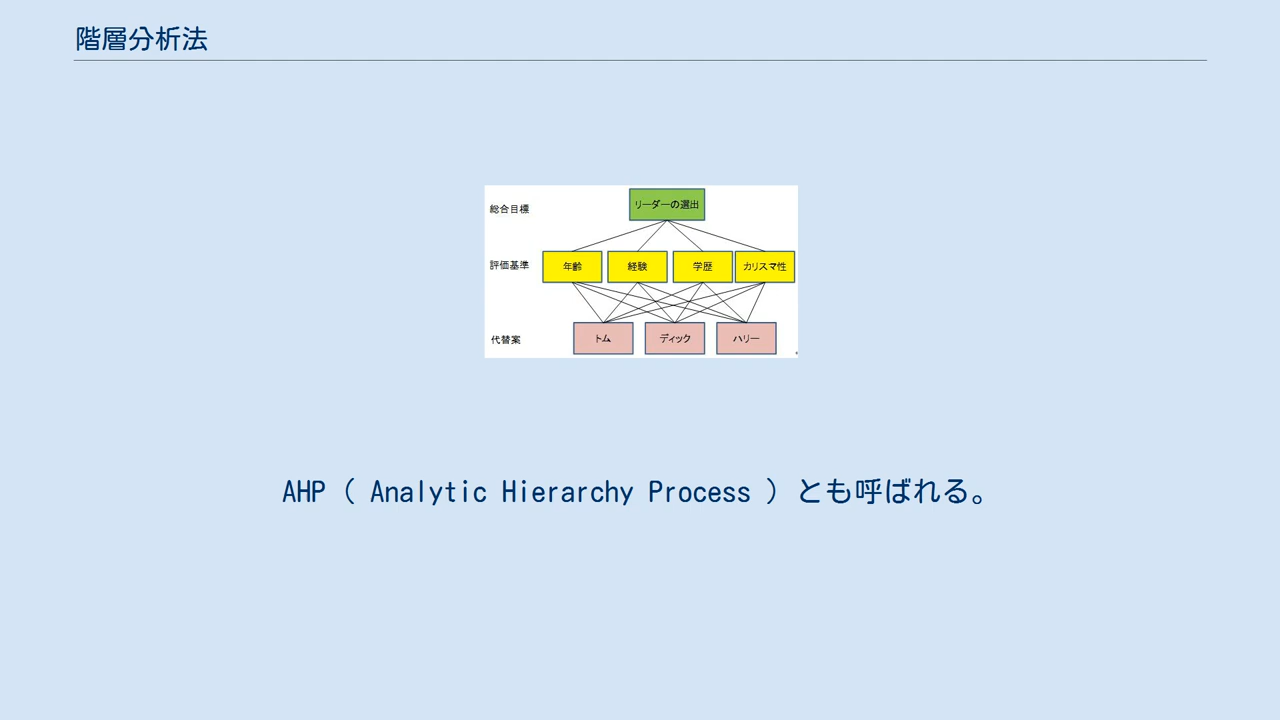 階層分析法
総合目標 リーダーの選出
評価基準 年齢 経験 学歴 カリスマ性
代替案 トム ディック ハリー
AHP ( Analytic Hierarchy Process ) とも呼ばれる。